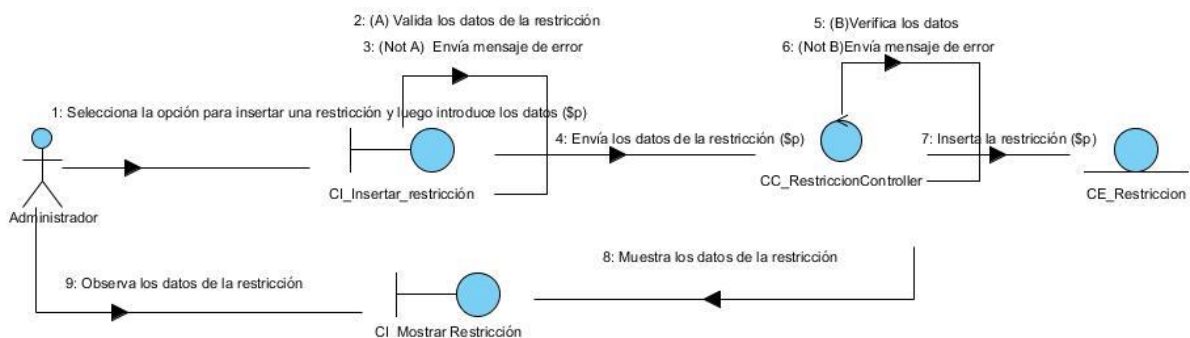 2: (A) Valida los datos de la restricción
3: (Not A) Envía mensaje de error
5: (B)Verifica los datos
6: (Not B)Envía mensaje de error
1: Selecciona la opción para insertar una restricción y luego introduce los datos ($p)
4: Envía los datos de la restricción ($p)
7: Inserta la restricción ($p)
Administrador
CI_Insertar_restricción
CC_RestriccionController
CE_Restriccion
8: Muestra los datos de la restricción
9: Observa los datos de la restricción
CI_Mostrar Restricción